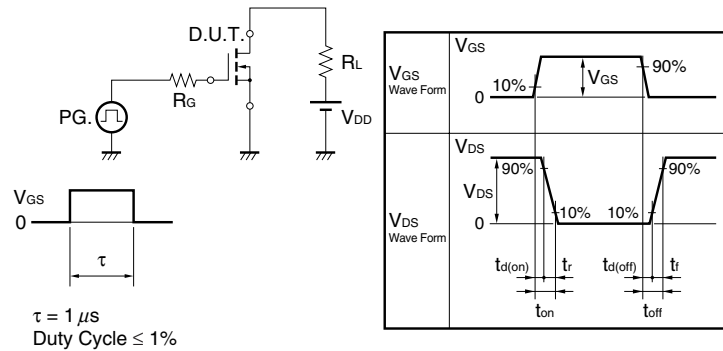 D.U.T.
RL
RG
PG.
VDD
VGS
0
τ
τ = 1 μs
Duty Cycle ≤ 1%
VGS
Wave Form
VGS
10%
VGS
90%
0
VDS
Wave Form
VDS
90%
VDS
10%
0
10%
90%
td(on) tr td(off) tf
ton toff